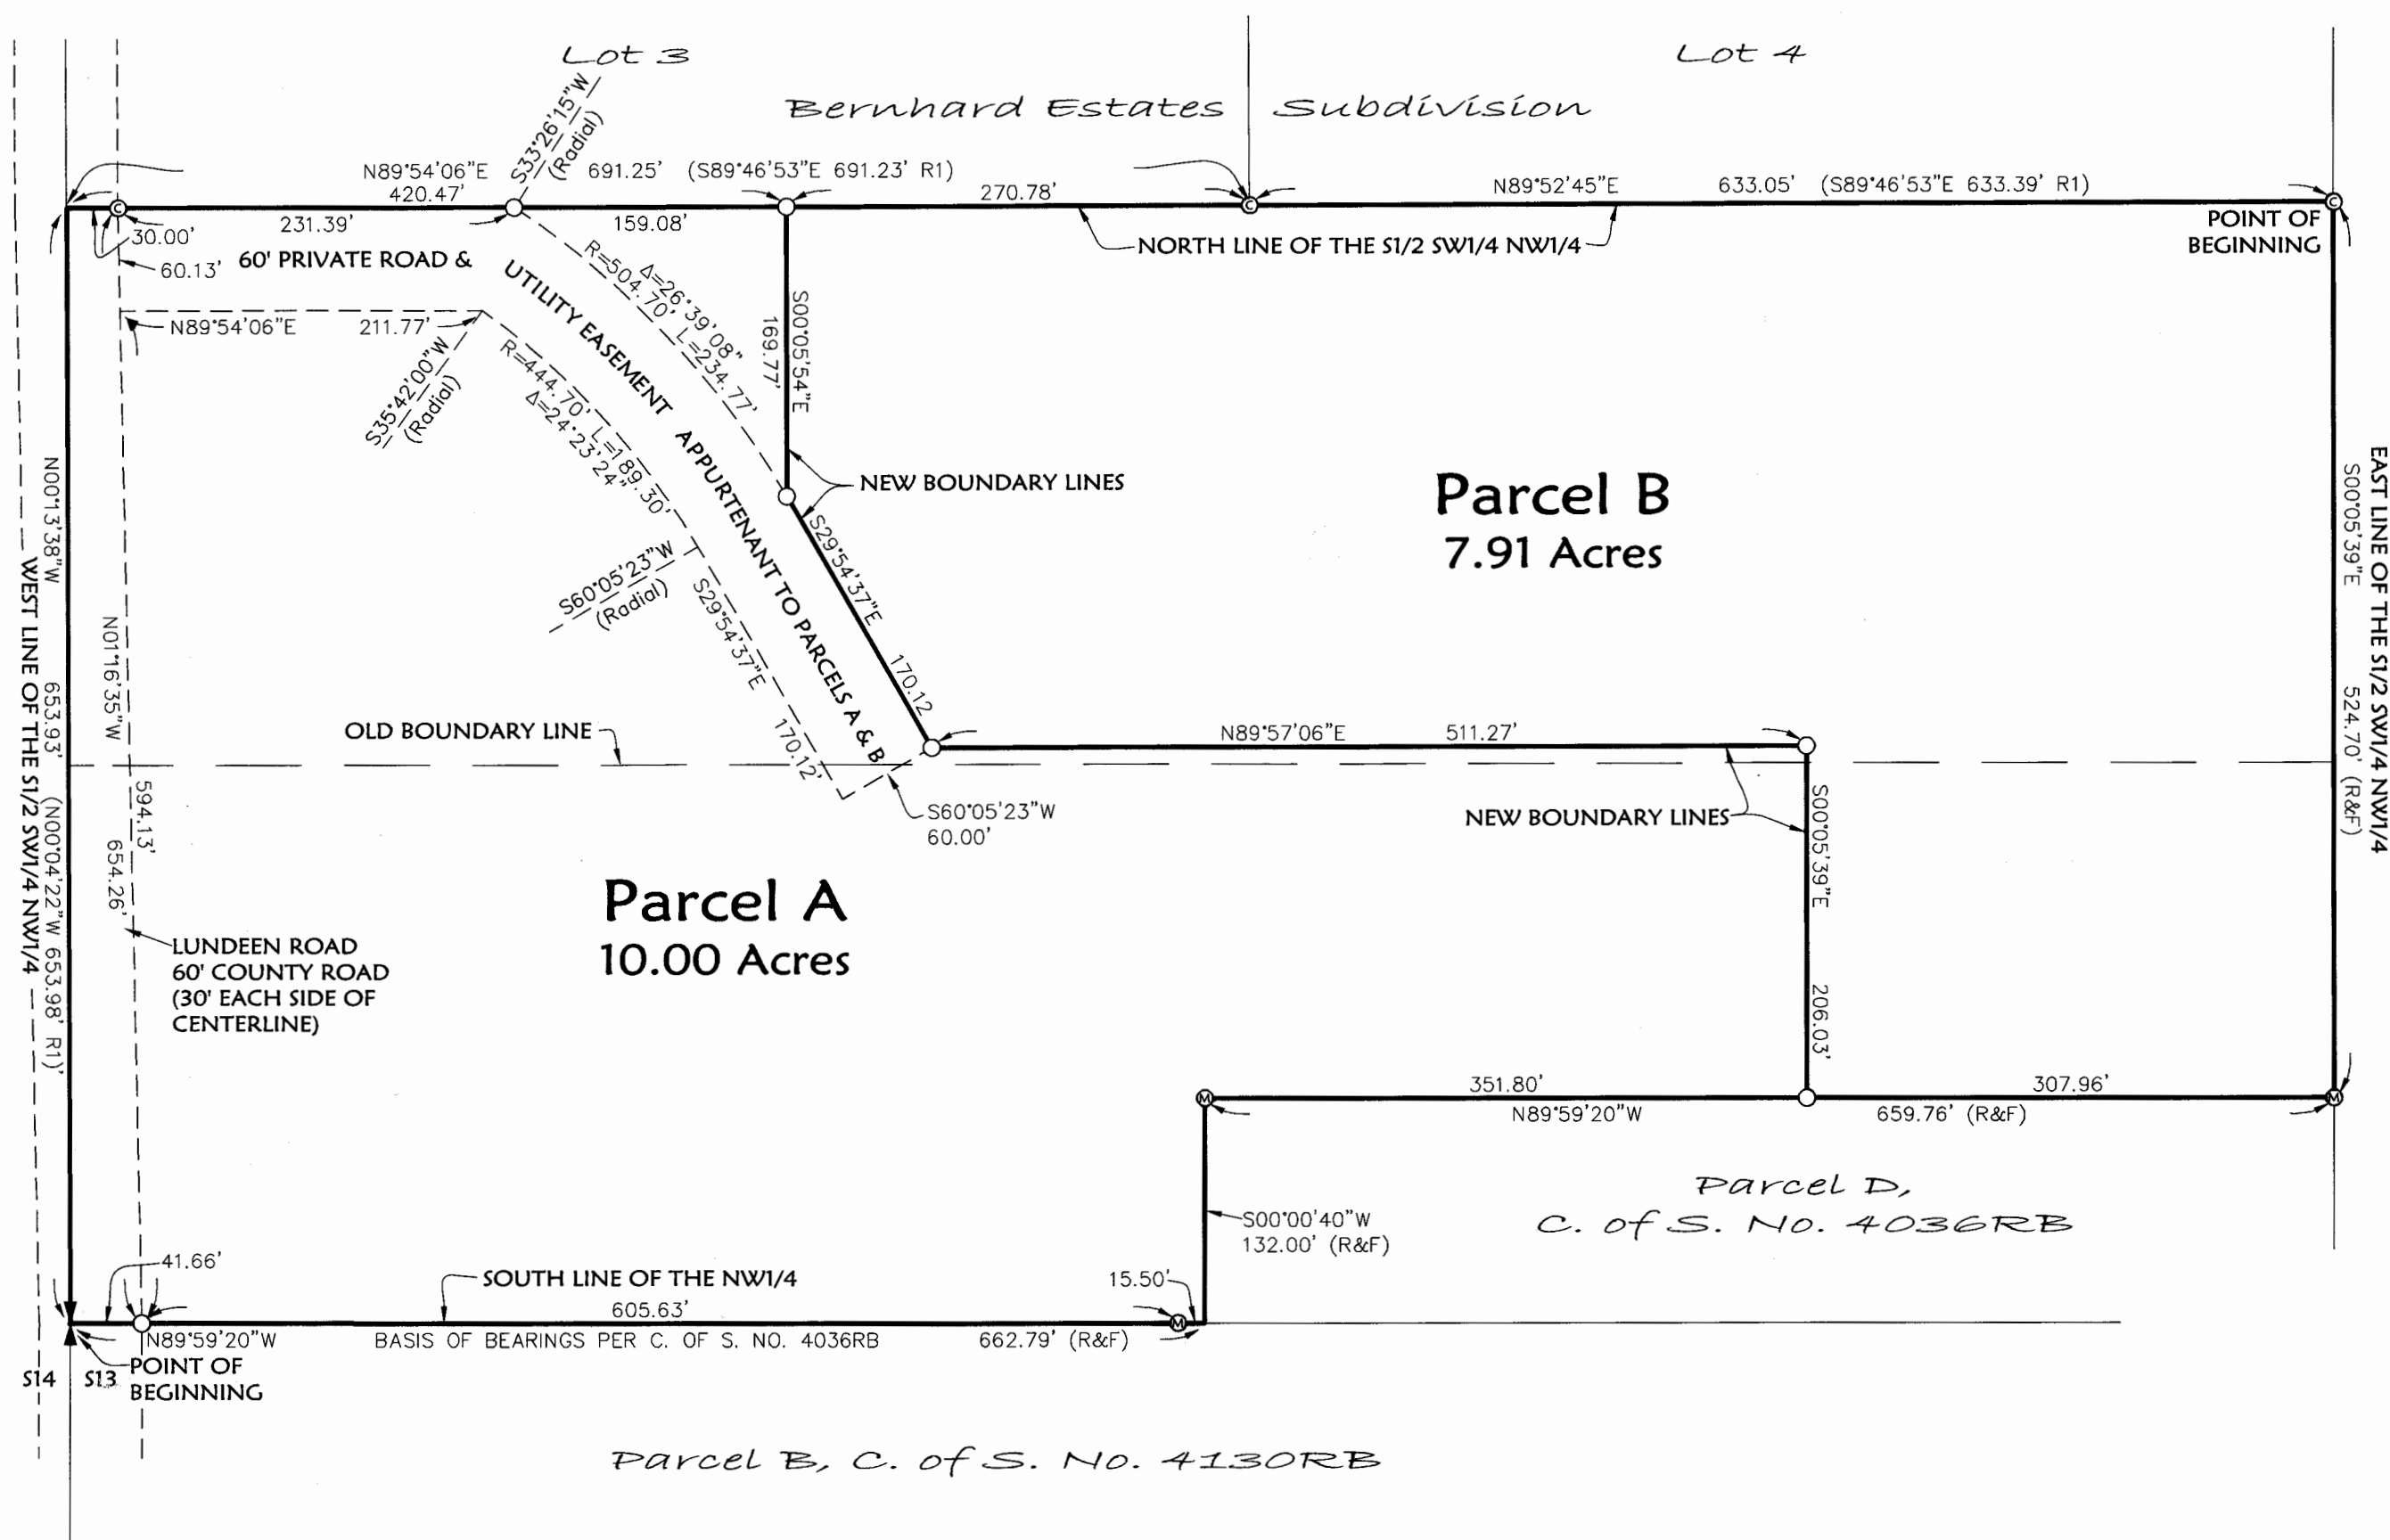 Lot 3
Lot 4
Bernhard Estates Subdivision
S33°26'15"W
(Radial)
N89°54'06"E 691.25' (S89°46'53"E 691.23' R1)
420.47'
270.78'
N89°52'45"E 633.05' (S89°46'53"E 633.39' R1)
231.39'
159.08'
30.00'
60.13'
60' PRIVATE ROAD &
UTILITY EASEMENT APPURTENANT TO PARCELS A & B
NORTH LINE OF THE S1/2 SW1/4 NW1/4
POINT OF
BEGINNING
Δ=26°39'08"
R=504.70' L=234.77'
N89°54'06"E 211.77'
S35°42'00"W
(Radial)
R=444.70' L=189.30'
Δ=24°23'24"
S00°05'54"E
169.77'
NEW BOUNDARY LINES
Parcel B
7.91 Acres
S29°54'37"E 170.12
S60°05'23"W
(Radial)
S29°54'37"E 170.12'
EAST LINE OF THE S1/2 SW1/4 NW1/4
S00°05'39"E 524.70' (R&F)
N00°13'38"W 653.93' (N00°04'22"W 653.98' R1)'
WEST LINE OF THE S1/2 SW1/4 NW1/4
N01°16'35"W
594.13'
654.26'
OLD BOUNDARY LINE
N89°57'06"E 511.27'
S60°05'23"W
60.00'
NEW BOUNDARY LINES
S00°05'39"E 206.03'
Parcel A
10.00 Acres
LUNDEEN ROAD
60' COUNTY ROAD
(30' EACH SIDE OF
CENTERLINE)
351.80'
307.96'
N89°59'20"W 659.76' (R&F)
Parcel D,
C. of S. No. 4036RB
S00°00'40"W
132.00' (R&F)
41.66'
SOUTH LINE OF THE NW1/4
15.50'
605.63'
N89°59'20"W BASIS OF BEARINGS PER C. OF S. NO. 4036RB 662.79' (R&F)
POINT OF
BEGINNING
S14 S13
C
C
C
M
M
M
Parcel B, C. of S. No. 4130RB